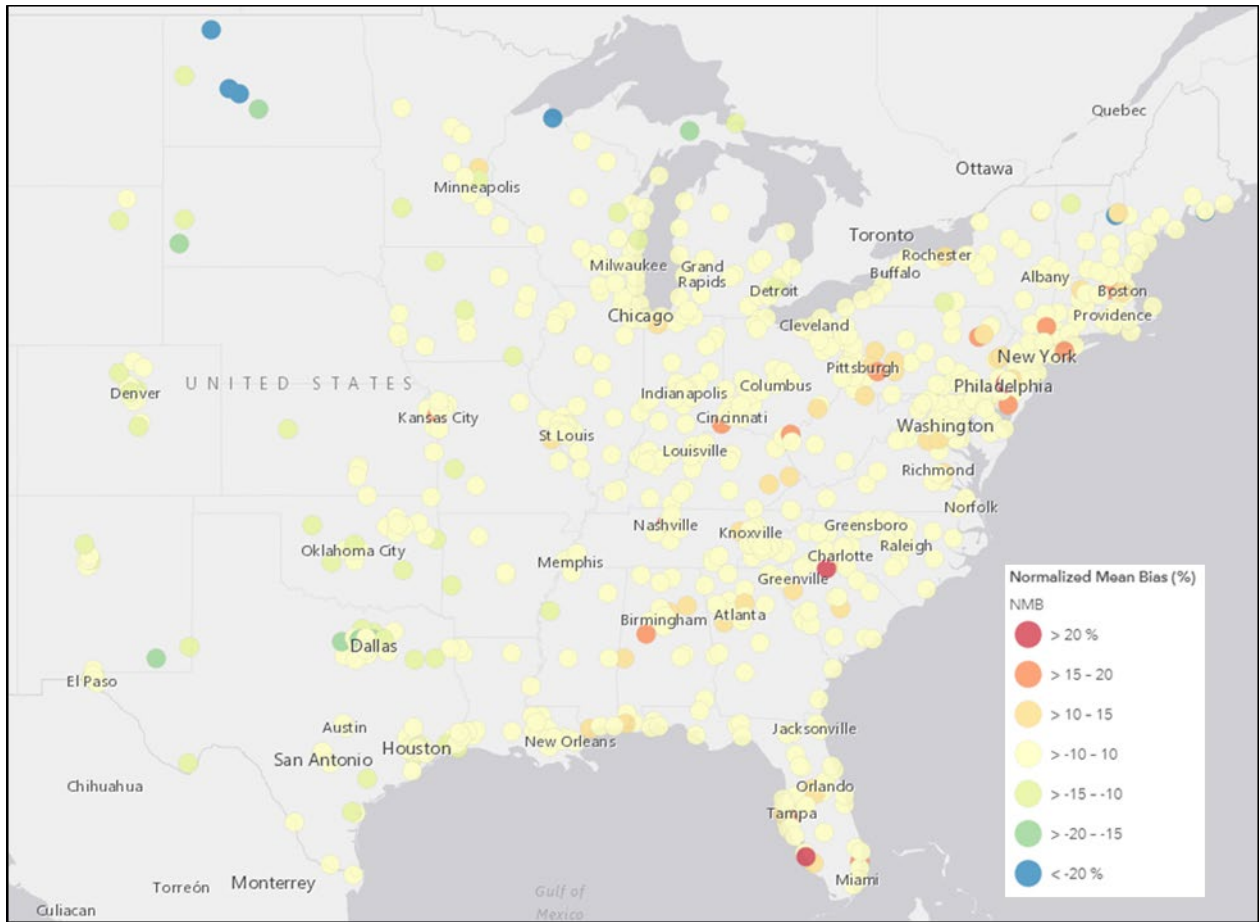 Quebec
Ottawa
Minneapolis
Toronto
Rochester
Buffalo
Milwaukee
Grand
Rapids
Detroit
Albany
Boston
Providence
Chicago
Cleveland
New York
Pittsburgh
UNITED STATES
Denver
Indianapolis
Columbus
Philadelphia
Kansas City
Cincinnati
St Louis
Washington
Louisville
Richmond
Norfolk
Nashville
Knoxville
Greensboro
Oklahoma City
Raleigh
Charlotte
Memphis
Greenville
Birmingham
Atlanta
Dallas
El Paso
Austin
Jacksonville
Houston
New Orleans
San Antonio
Chihuahua
Orlando
Tampa
Torreón
Monterrey
Miami
Culiacan
Gulf of
Mexico
Normalized Mean Bias (%)
NMB
> 20 %
> 15 - 20
> 10 - 15
> -10 - 10
> -15 - -10
> -20 - -15
< -20 %